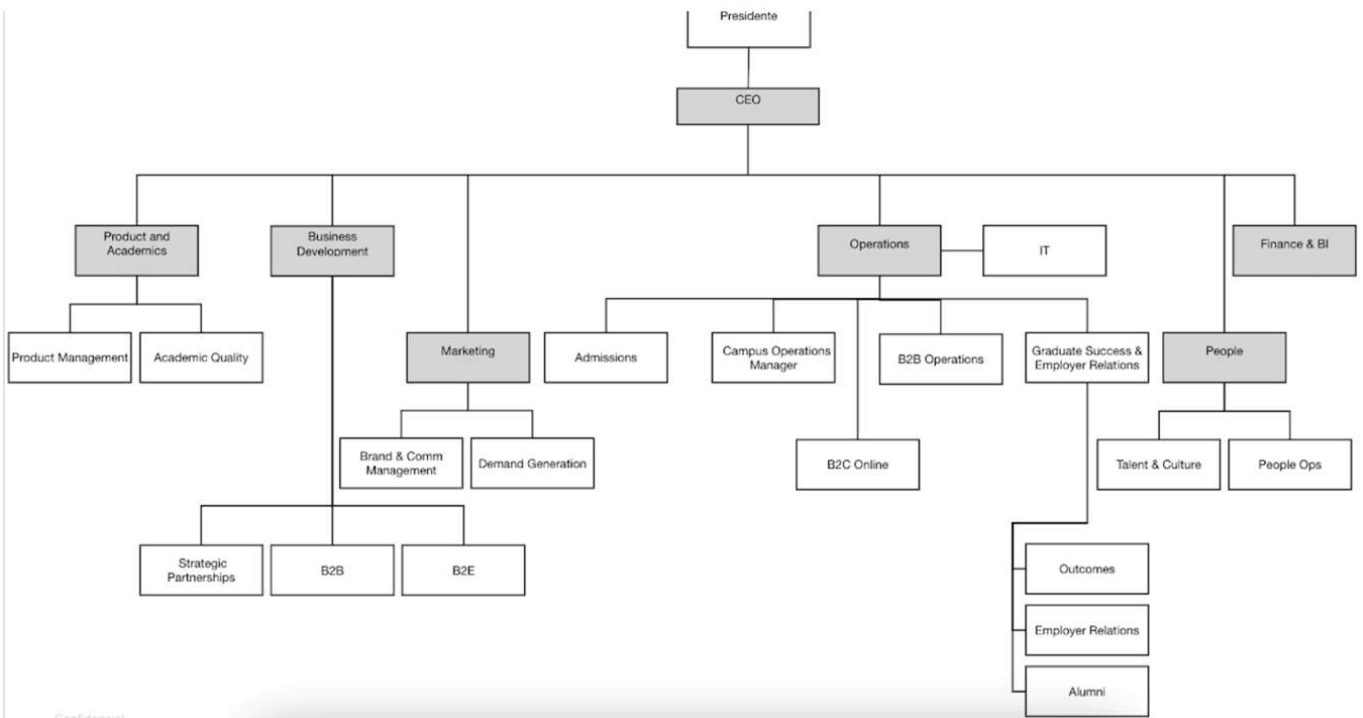 Presidente
CEO
Product and
Academics
Business
Development
Operations
IT
Finance & BI
Product Management
Academic Quality
Marketing
Admissions
Campus Operations
Manager
B2B Operations
Graduate Success &
Employer Relations
People
Brand & Comm
Management
Demand Generation
B2C Online
Talent & Culture
People Ops
Strategic
Partnerships
B2B
B2E
Outcomes
Employer Relations
Alumni